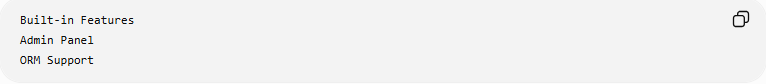 Built-in Features
Admin Panel
ORM Support